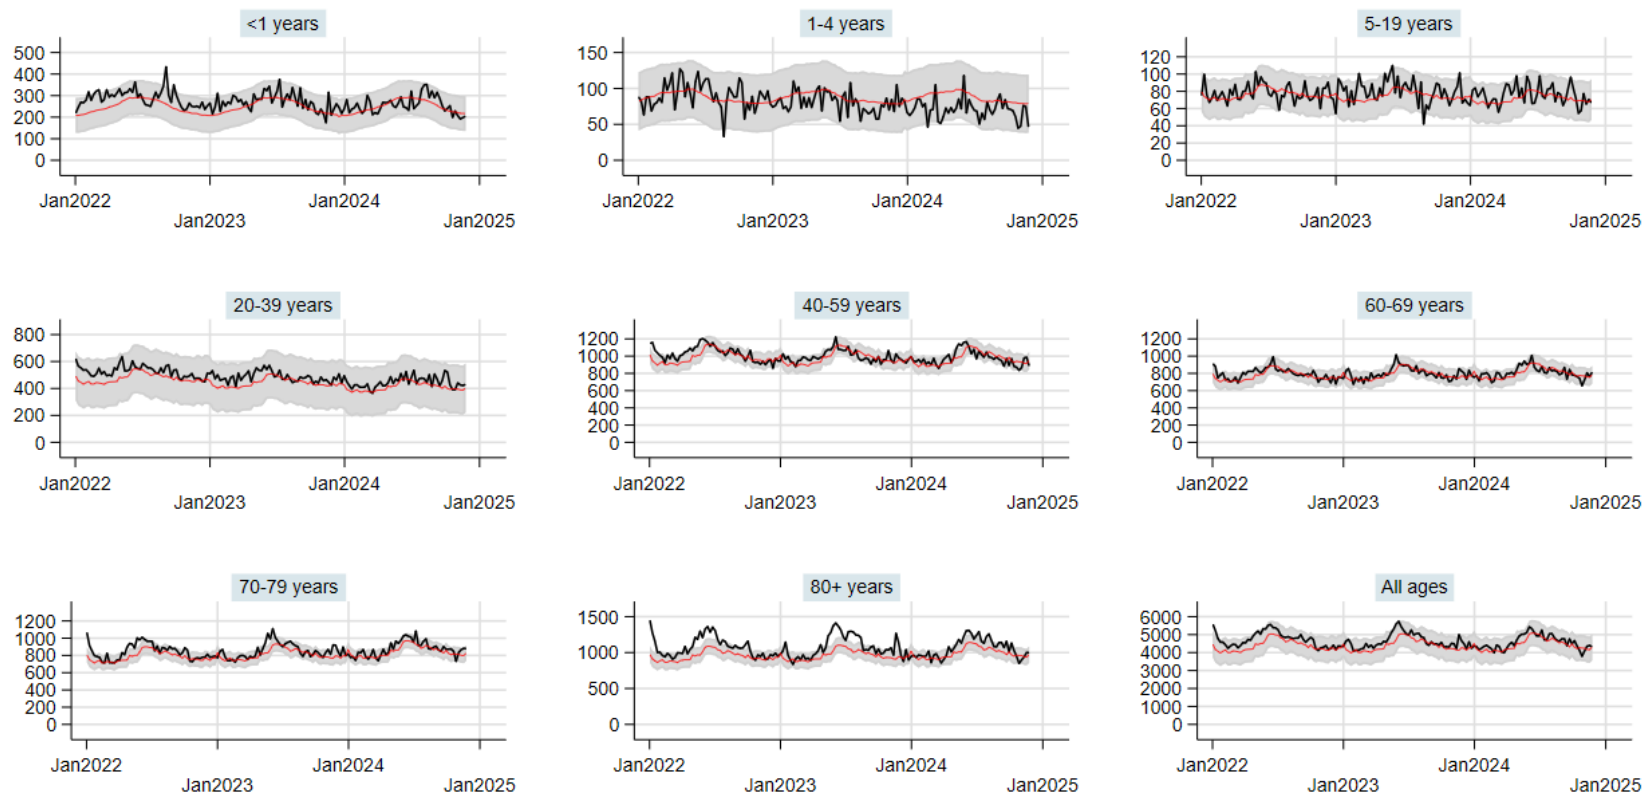 <1 years
500
400
300
200
100
0
Jan2022
Jan2023
Jan2024
Jan2025
1-4 years
150
100
50
0
Jan2022
Jan2023
Jan2024
Jan2025
5-19 years
120
100
80
60
40
20
0
Jan2022
Jan2023
Jan2024
Jan2025
20-39 years
800
600
400
200
0
Jan2022
Jan2023
Jan2024
Jan2025
40-59 years
1200
1000
800
600
400
200
0
Jan2022
Jan2023
Jan2024
Jan2025
60-69 years
1200
1000
800
600
400
200
0
Jan2022
Jan2023
Jan2024
Jan2025
70-79 years
1200
1000
800
600
400
200
0
Jan2022
Jan2023
Jan2024
Jan2025
80+ years
1500
1000
500
0
Jan2022
Jan2023
Jan2024
Jan2025
All ages
6000
5000
4000
3000
2000
1000
0
Jan2022
Jan2023
Jan2024
Jan2025